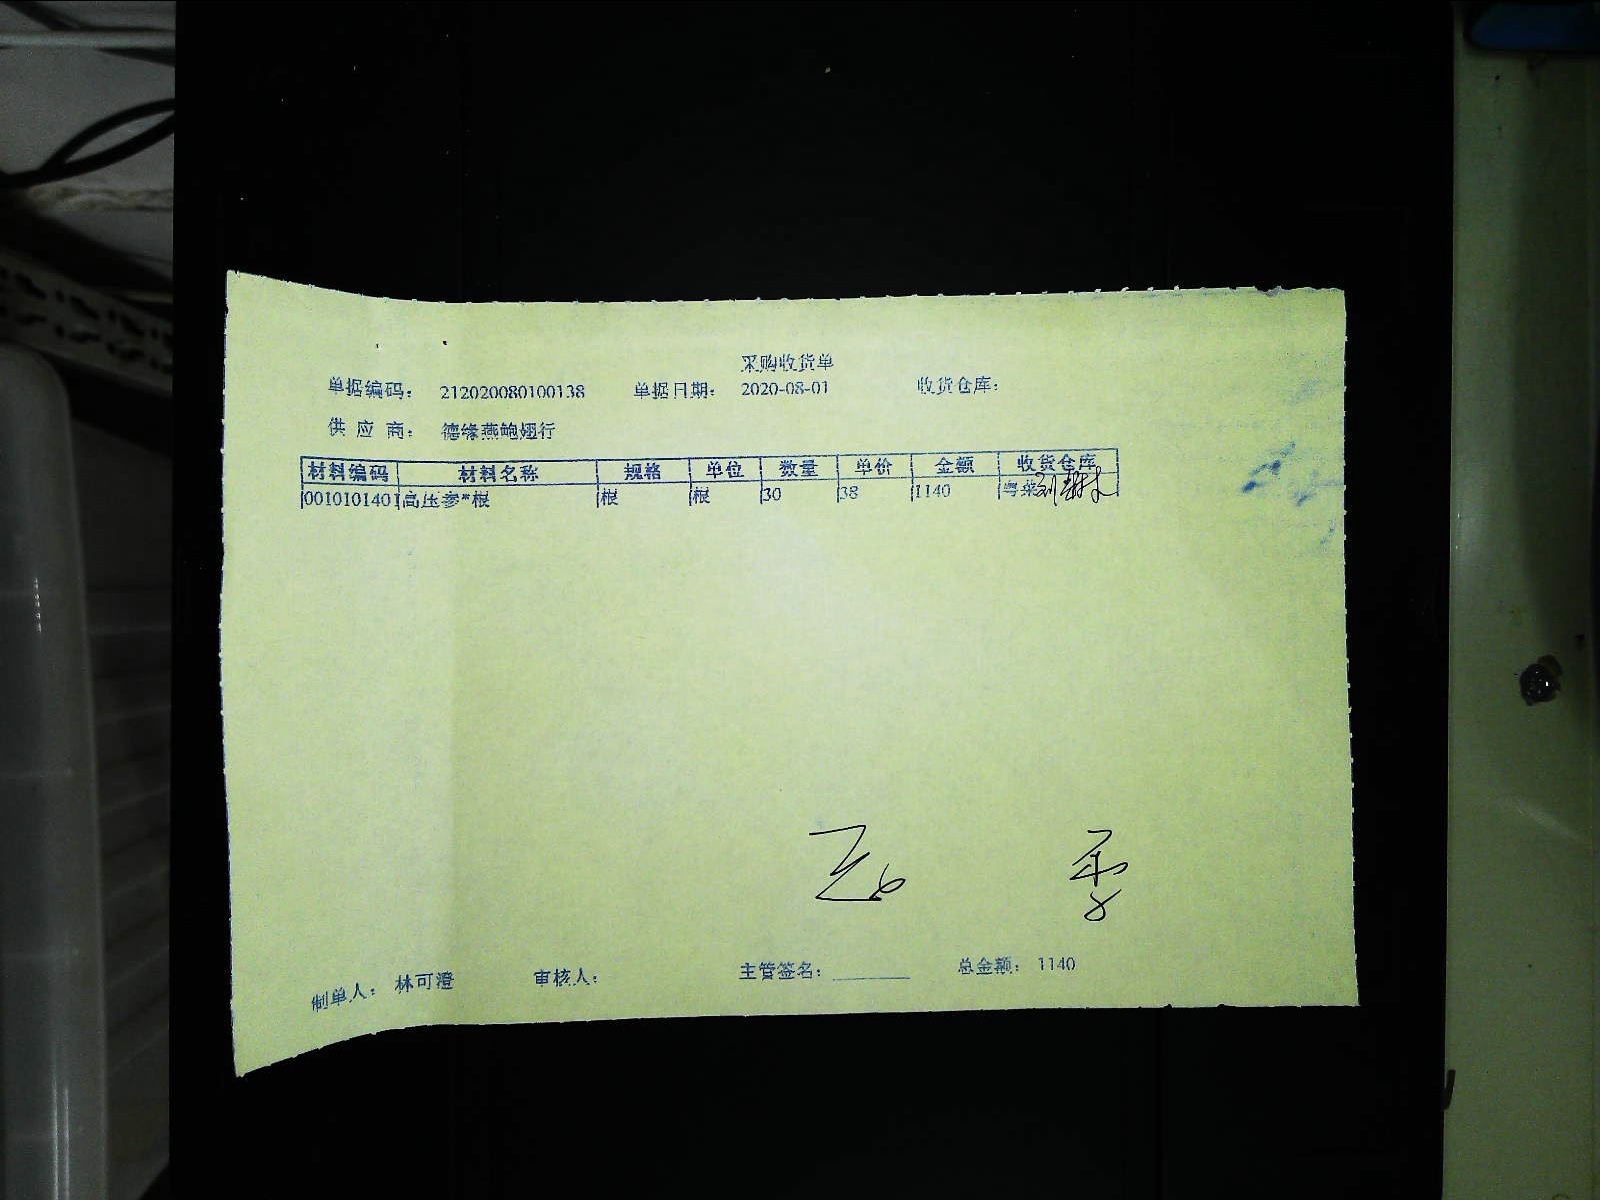 采购收货单
单据编码： 212020080100138 单据日期： 2020-08-01 收货仓库：
供 应 商： 德缘燕鲍翅行
材料编码 材料名称 规格 单位 数量 单价 金额 收货仓库
0010101401 高压参*根 根 根 30 38 1140 粤菜
制单人： 林可澄 审核人： 主管签名： 总金额： 1140